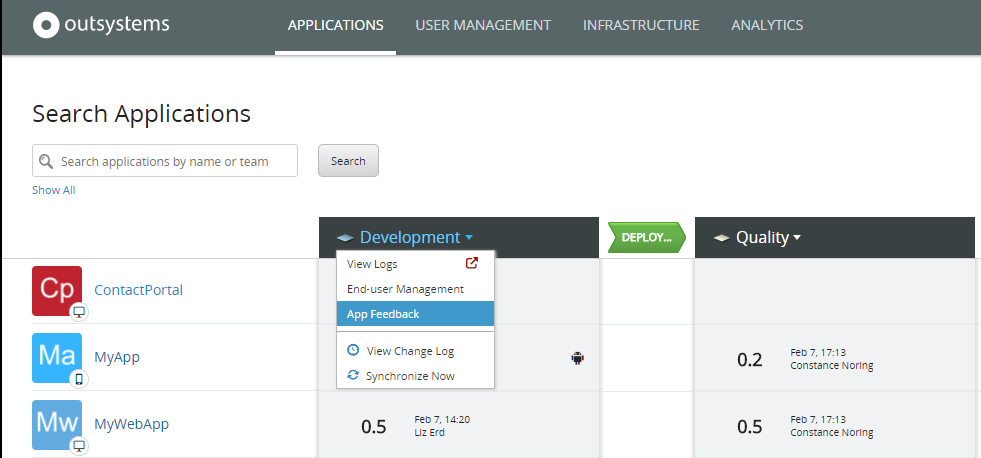 outsystems
APPLICATIONS USER MANAGEMENT INFRASTRUCTURE ANALYTICS
Search Applications
Search applications by name or team Search
Show All
Development DEPLOY... Quality
View Logs
End-user Management
App Feedback
View Change Log
Synchronize Now
Cp ContactPortal
Ma MyApp 0.2 Feb 7, 17:13
Constance Noring
Mw MyWebApp 0.5 Feb 7, 14:20
Liz Erd
0.5 Feb 7, 17:13
Constance Noring